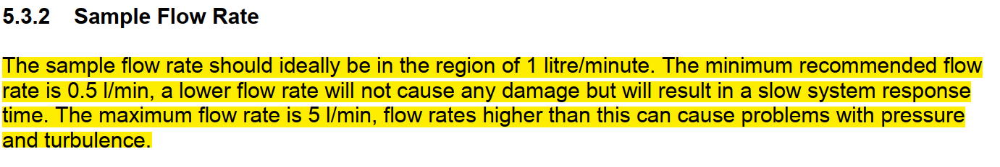 5.3.2 Sample Flow Rate
The sample flow rate should ideally be in the region of 1 litre/minute. The minimum recommended flow
rate is 0.5 l/min, a lower flow rate will not cause any damage but will result in a slow system response
time. The maximum flow rate is 5 l/min, flow rates higher than this can cause problems with pressure
and turbulence.